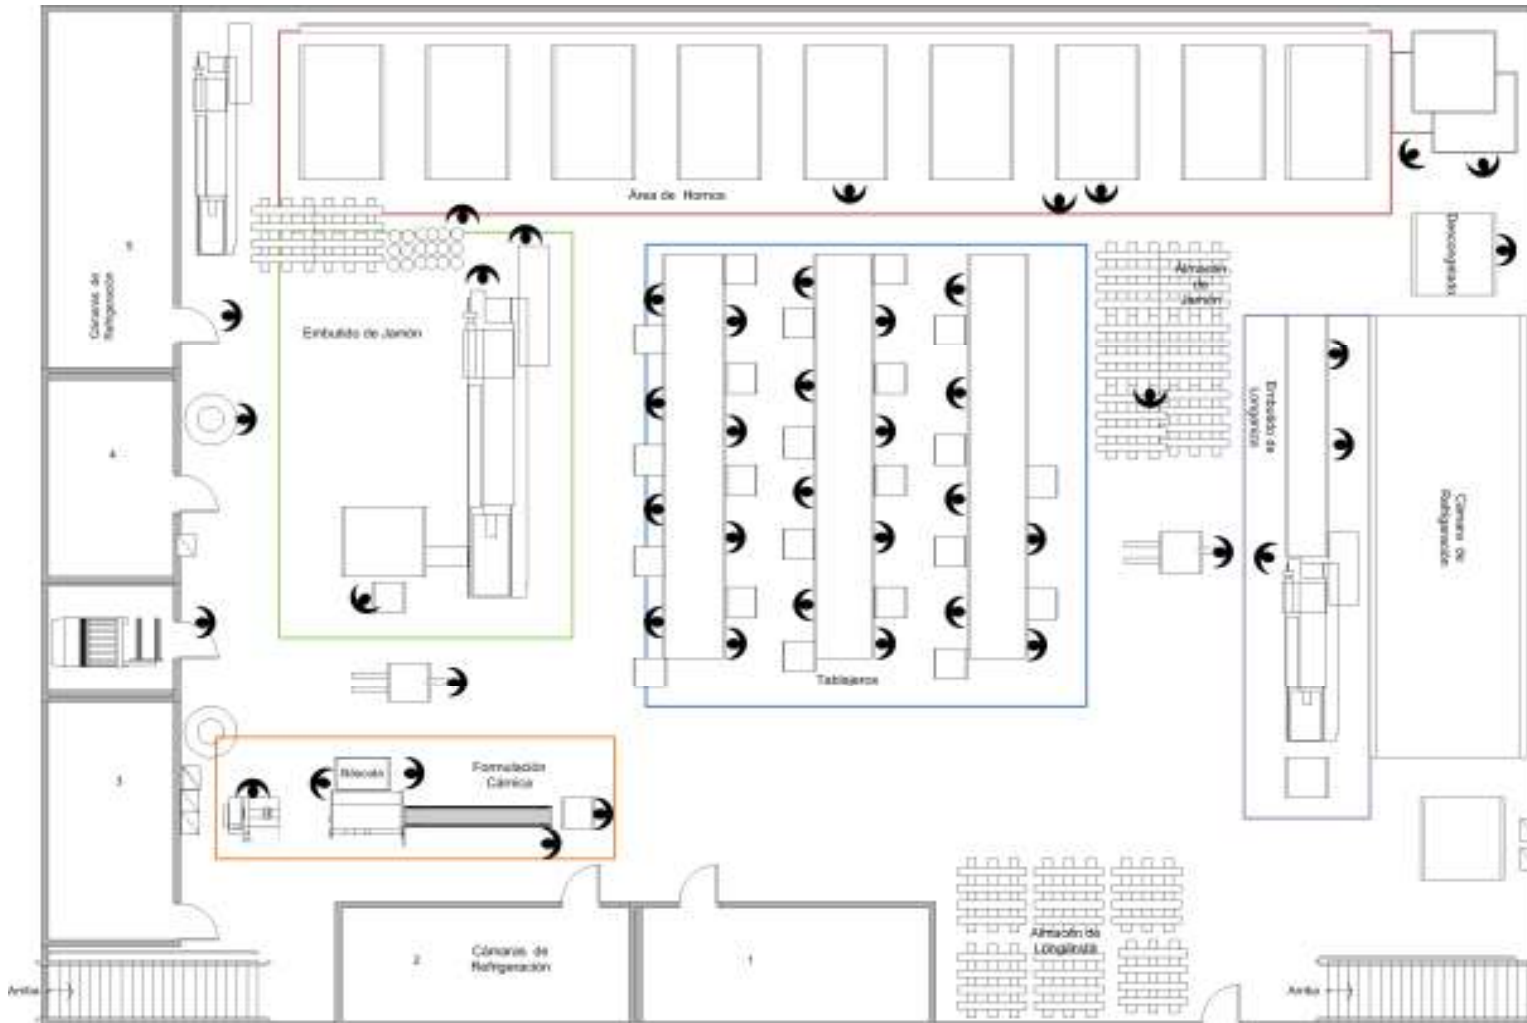 Área de Hornos
5
Cámaras de
Refrigeración
Embutido de Jamón
Almacén
de
Jamón
Descongelado
Embutido de
Longaniza
Cámara de
Refrigeración
4
Tablajeros
3
Báscula
Formulación
Cárnica
2
Cámaras de
Refrigeración
1
Almacén de
Longaniza
Arriba
Arriba